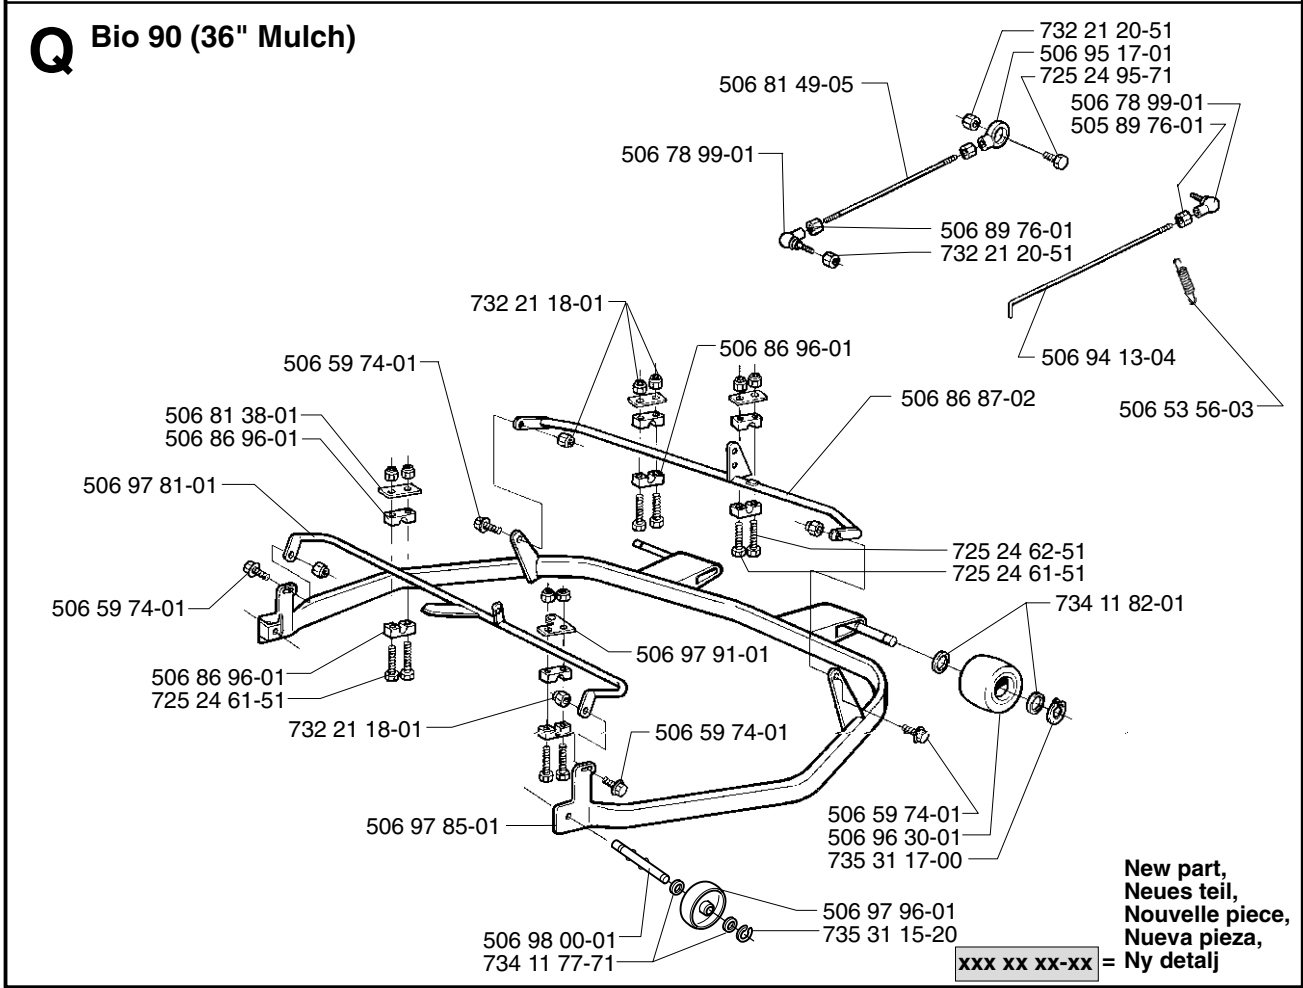 Q Bio 90 (36" Mulch)
732 21 20-51
506 95 17-01
725 24 95-71
506 81 49-05
506 78 99-01
505 89 76-01
506 78 99-01
506 89 76-01
732 21 20-51
732 21 18-01
506 86 96-01
506 59 74-01
506 94 13-04
506 86 87-02
506 53 56-03
506 81 38-01
506 86 96-01
506 97 81-01
725 24 62-51
725 24 61-51
506 59 74-01
734 11 82-01
506 97 91-01
506 86 96-01
725 24 61-51
732 21 18-01
506 59 74-01
506 97 85-01
506 59 74-01
506 96 30-01
735 31 17-00
506 97 96-01
735 31 15-20
506 98 00-01
734 11 77-71
New part,
Neues teil,
Nouvelle piece,
Nueva pieza,
xxx xx xx-xx = Ny detalj